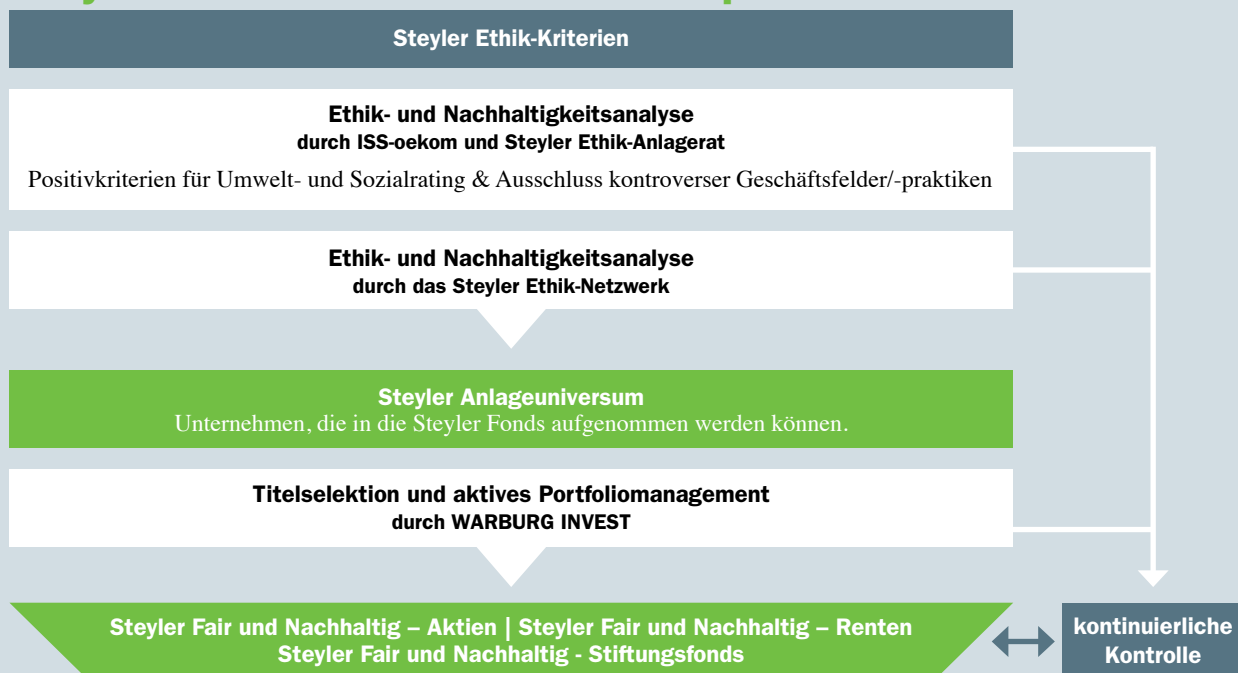 Steyler Ethik-Kriterien
Ethik- und Nachhaltigkeitsanalyse
durch ISS-oekom und Steyler Ethik-Anlagerat
Positivkriterien für Umwelt- und Sozialrating & Ausschluss kontroverser Geschäftsfelder/-praktiken
Ethik- und Nachhaltigkeitsanalyse
durch das Steyler Ethik-Netzwerk
Steyler Anlageuniversum
Unternehmen, die in die Steyler Fonds aufgenommen werden können.
Titelselektion und aktives Portfoliomanagement
durch WARBURG INVEST
Steyler Fair und Nachhaltig – Aktien | Steyler Fair und Nachhaltig – Renten
Steyler Fair und Nachhaltig - Stiftungsfonds
kontinuierliche
Kontrolle